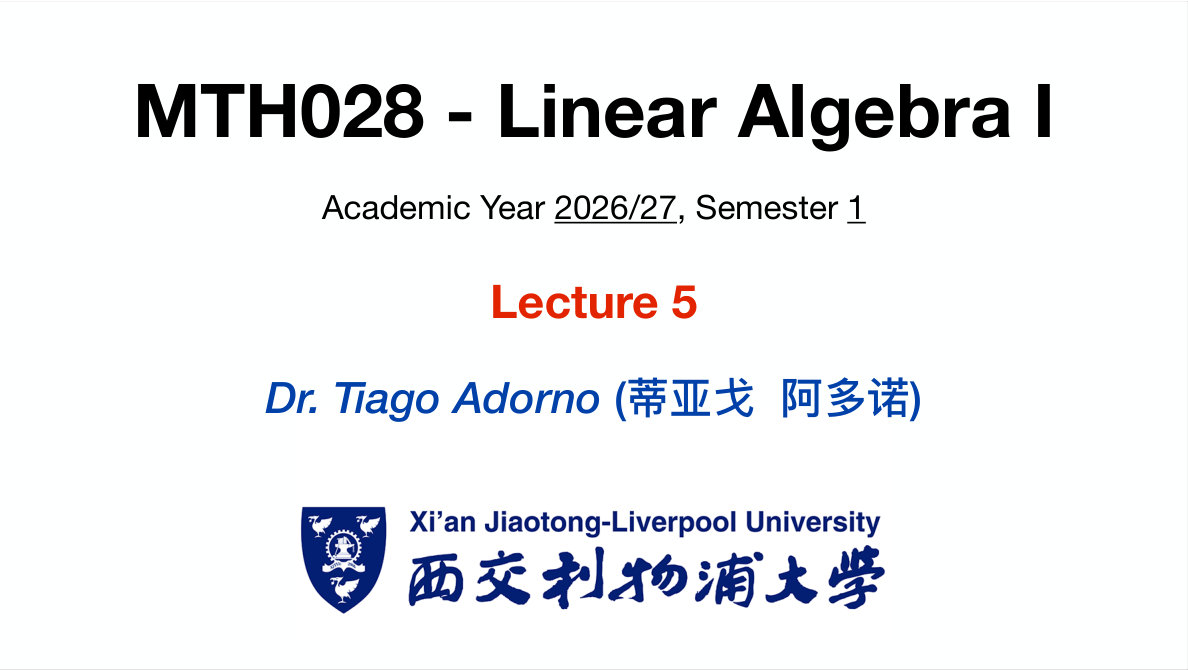 MTH028 - Linear Algebra I
Academic Year 2026/27, Semester 1
Lecture 5
Dr. Tiago Adorno (蒂亚戈 阿多诺)
Xi'an Jiaotong-Liverpool University
西交利物浦大学